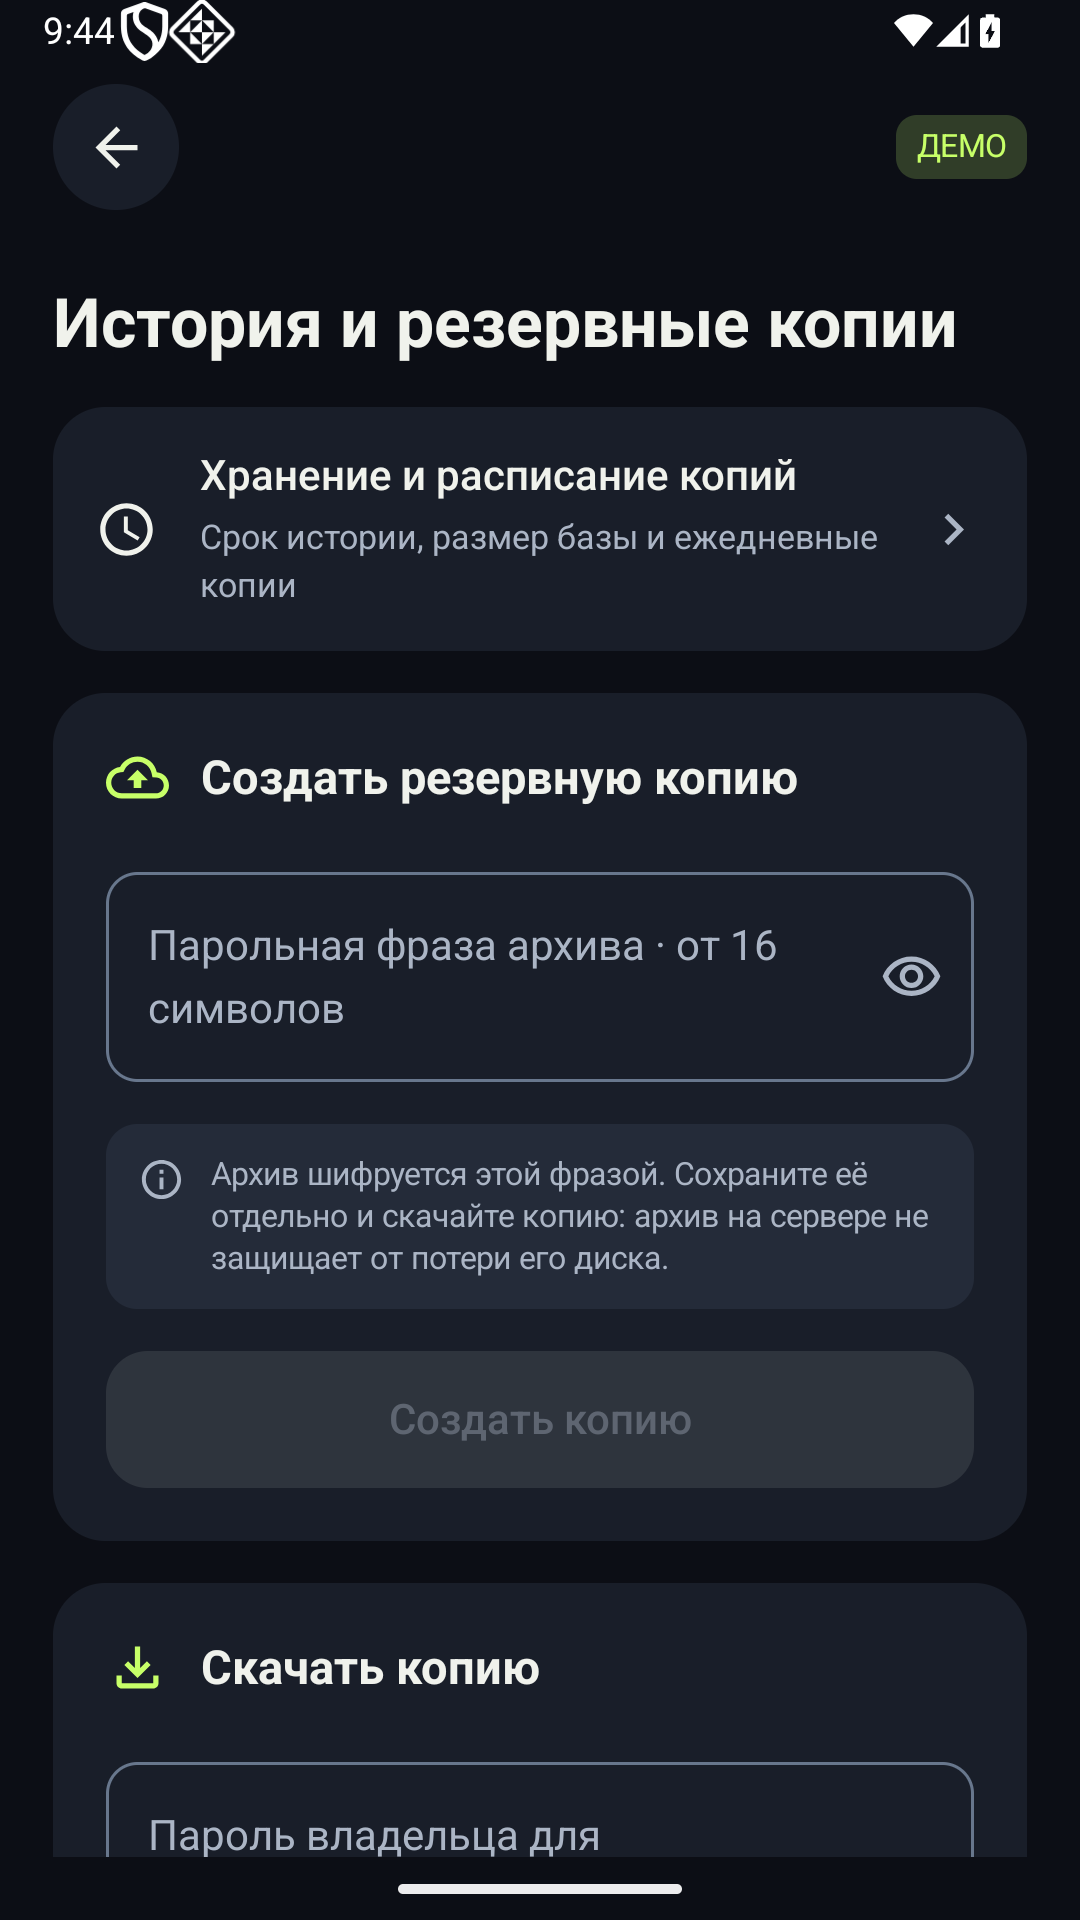 9:44
ДЕМО
История и резервные копии
Хранение и расписание копий
Срок истории, размер базы и ежедневные
копии
Создать резервную копию
Парольная фраза архива · от 16
символов
Архив шифруется этой фразой. Сохраните её
отдельно и скачайте копию: архив на сервере не
защищает от потери его диска.
Создать копию
Скачать копию
Пароль владельца для